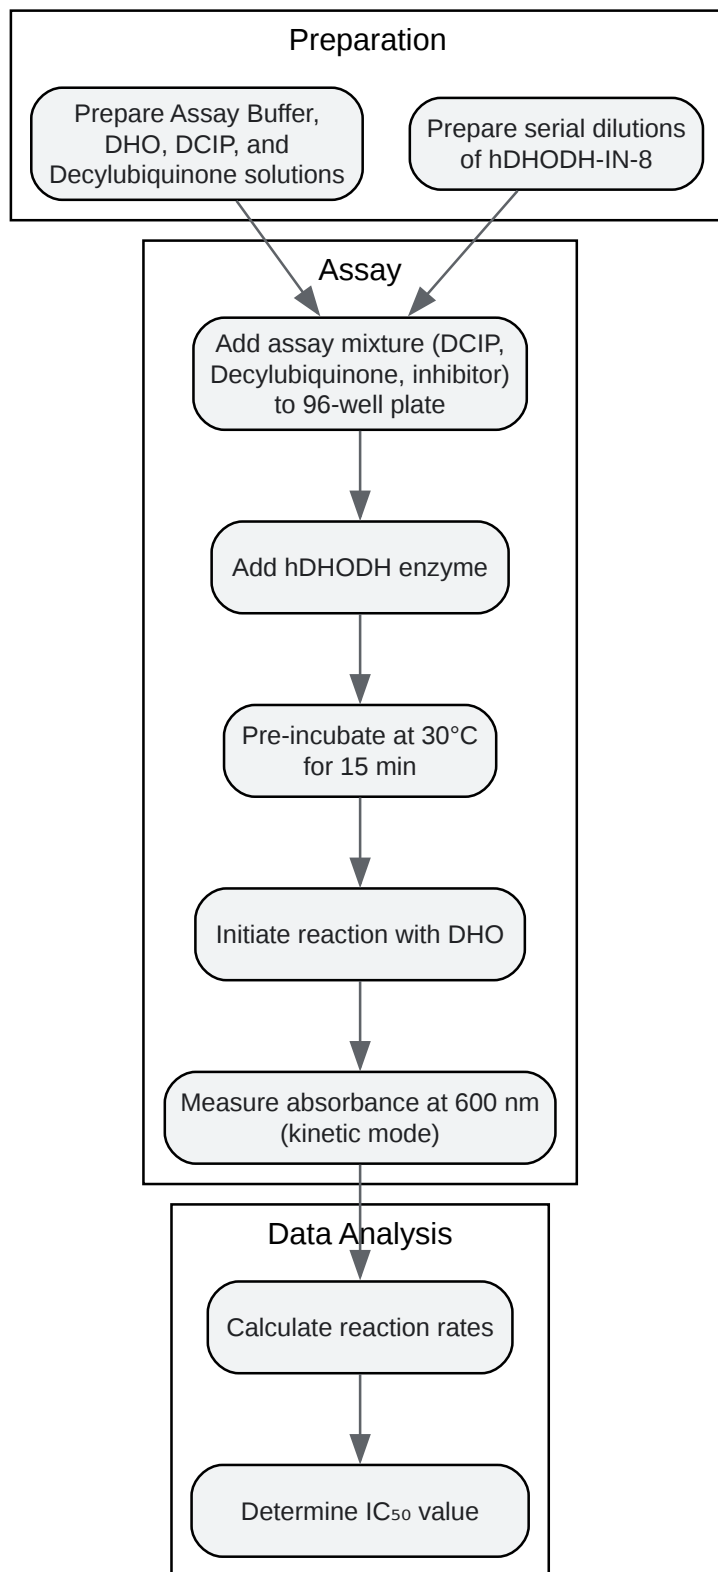 Preparation
Prepare Assay Buffer,
DHO, DCIP, and
Decylubiquinone solutions
Prepare serial dilutions
of hDHODH-IN-8
Assay
Add assay mixture (DCIP,
Decylubiquinone, inhibitor)
to 96-well plate
Add hDHODH enzyme
Pre-incubate at 30°C
for 15 min
Initiate reaction with DHO
Measure absorbance at 600 nm
(kinetic mode)
Data Analysis
Calculate reaction rates
Determine IC₅₀ value